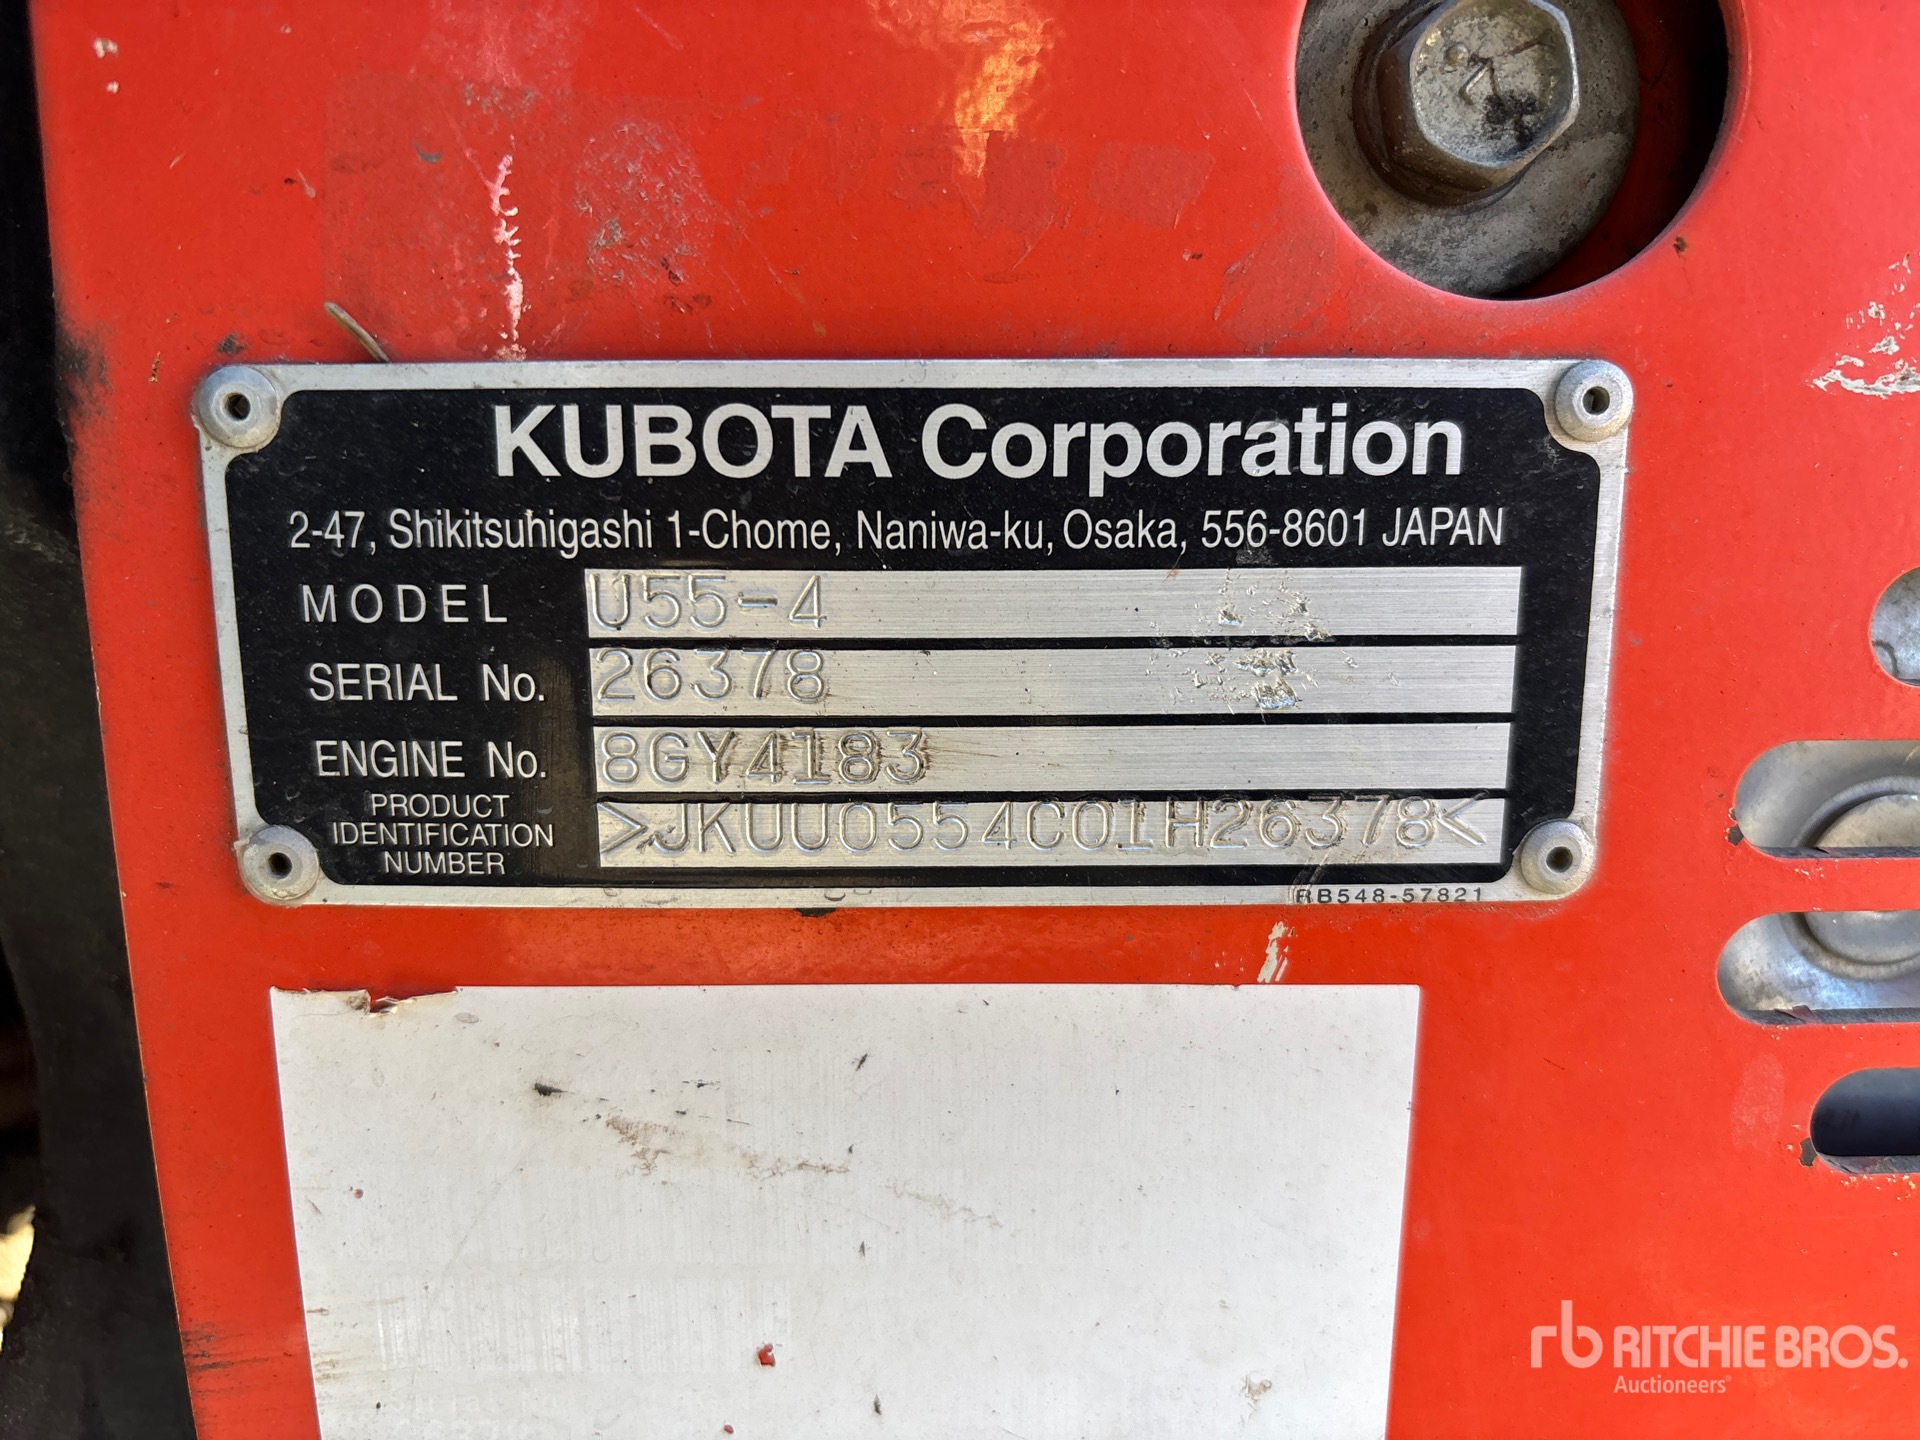 KUBOTA Corporation
2-47, Shikitsuhigashi 1-Chome, Naniwa-ku, Osaka, 556-8601 JAPAN
MODEL U55-4
SERIAL No. 26378
ENGINE No. 8GY4183
PRODUCT IDENTIFICATION NUMBER >JKUU0554C01H26378<
RB548-57821
rb RITCHIE BROS.
Auctioneers